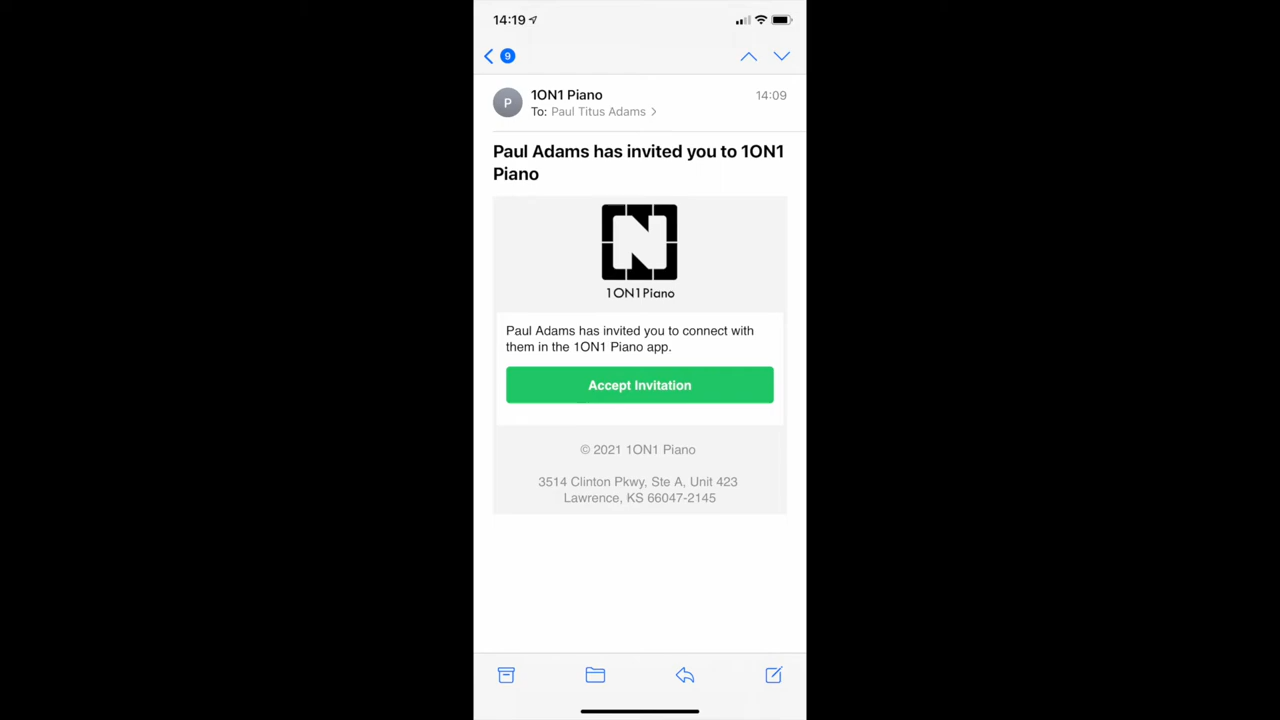 14:19
9
P
1ON1 Piano
14:09
To: Paul Titus Adams
Paul Adams has invited you to 1ON1
Piano
N
1ON1Piano
Paul Adams has invited you to connect with
them in the 1ON1 Piano app.
Accept Invitation
© 2021 1ON1 Piano
3514 Clinton Pkwy, Ste A, Unit 423
Lawrence, KS 66047-2145